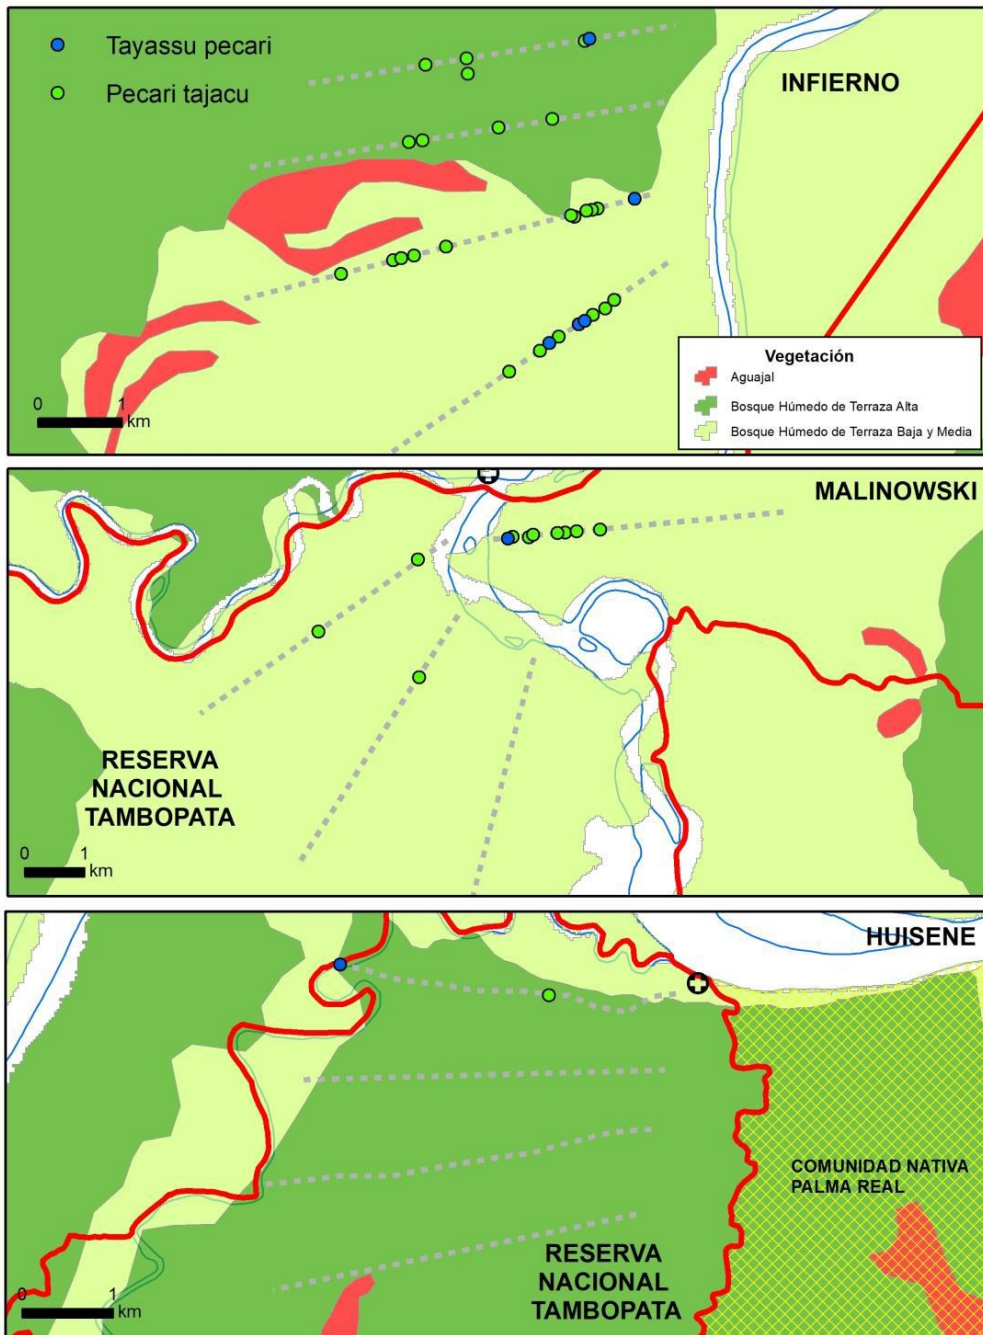 Tayassu pecari
Pecari tajacu
INFIERNO
Vegetación
Aguajal
Bosque Húmedo de Terraza Alta
Bosque Húmedo de Terraza Baja y Media
0 1
km
MALINOWSKI
RESERVA
NACIONAL
TAMBOPATA
0 1
km
HUISENE
COMUNIDAD NATIVA
PALMA REAL
RESERVA
NACIONAL
TAMBOPATA
0 1
km